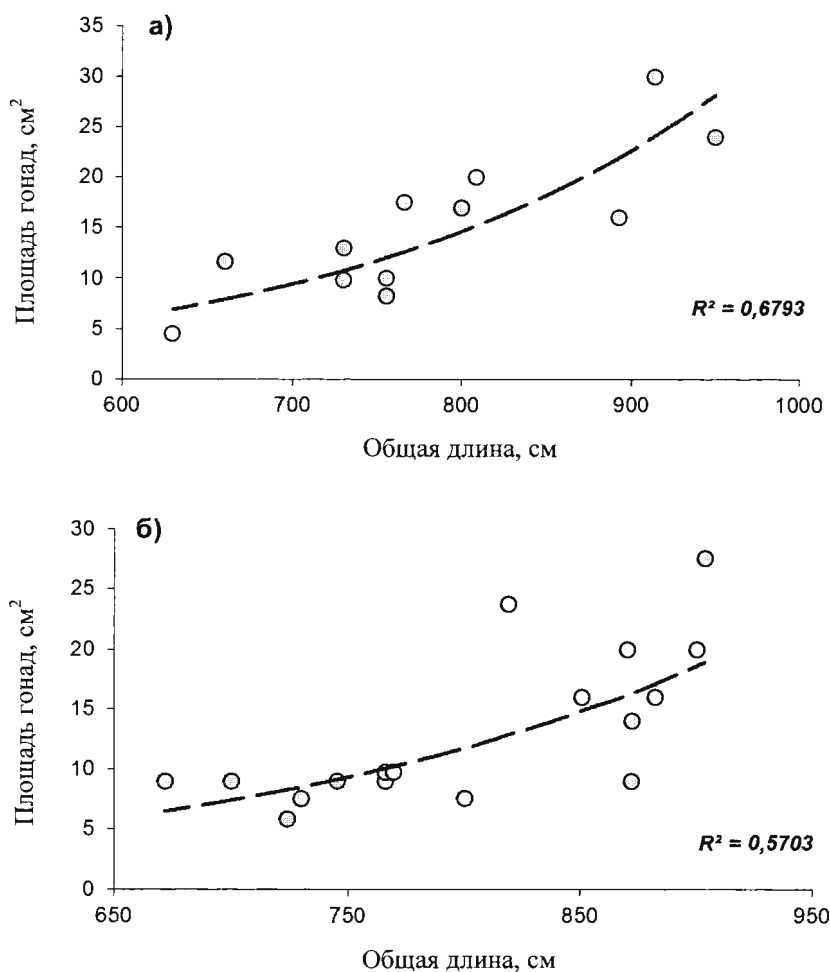 а)
35
30
25
20
15
10
5
0
Площадь гонад, см²
R² = 0,6793
600 700 800 900 1000
Общая длина, см
б)
30
25
20
15
10
5
0
Площадь гонад, см²
R² = 0,5703
650 750 850 950
Общая длина, см